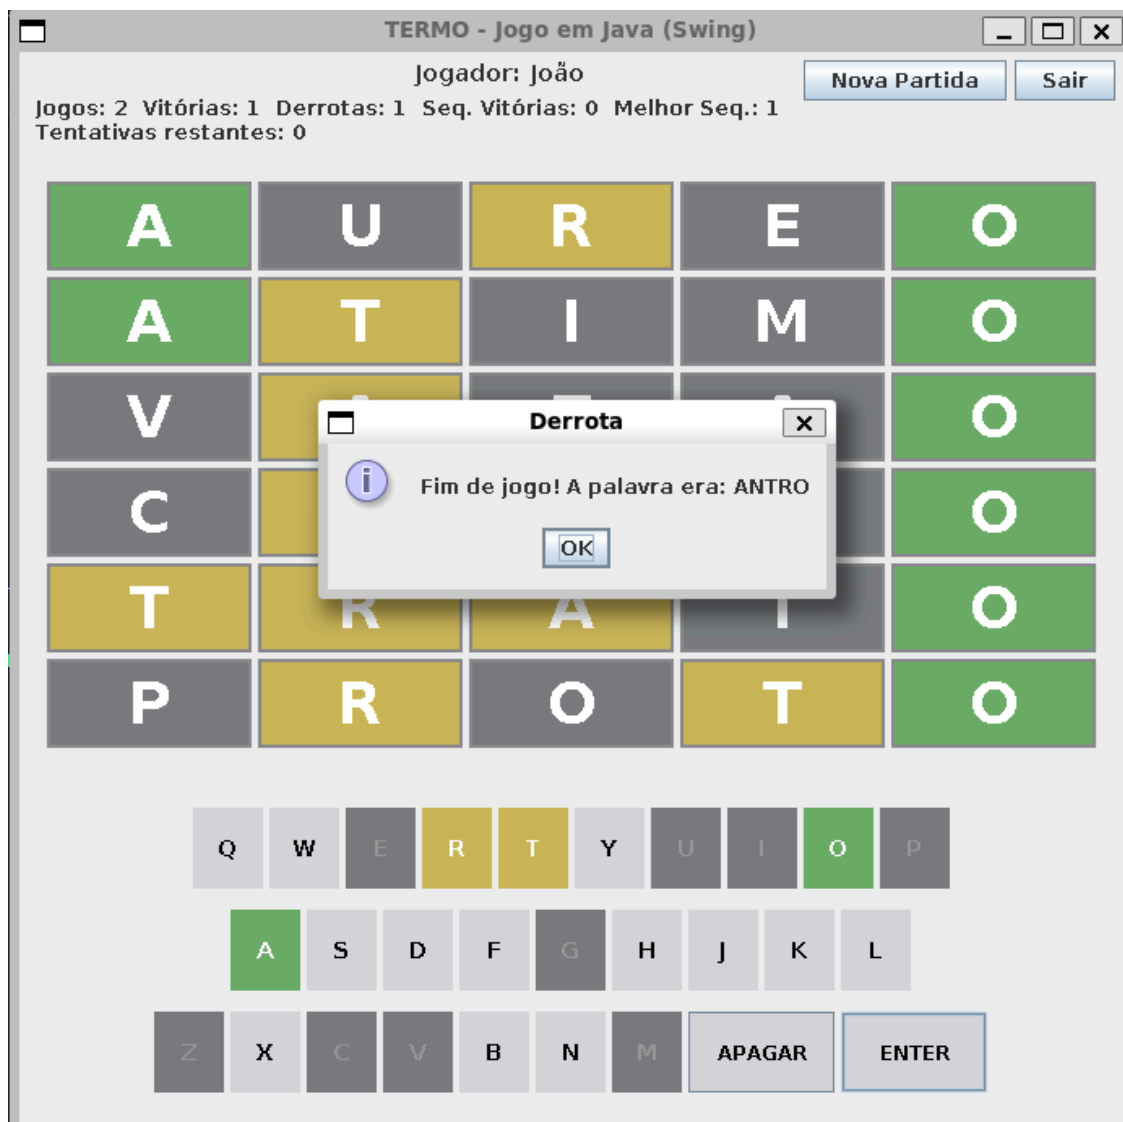 TERMO - Jogo em Java (Swing)
Jogador: João
Nova Partida
Sair
Jogos: 2 Vitórias: 1 Derrotas: 1 Seq. Vitórias: 0 Melhor Seq.: 1
Tentativas restantes: 0
A U R E O
A T I M O
V O
Derrota
Fim de jogo! A palavra era: ANTRO
C O
OK
T R A O
P R O T O
Q W E R T Y U I O P
A S D F G H J K L
Z X C V B N M APAGAR ENTER